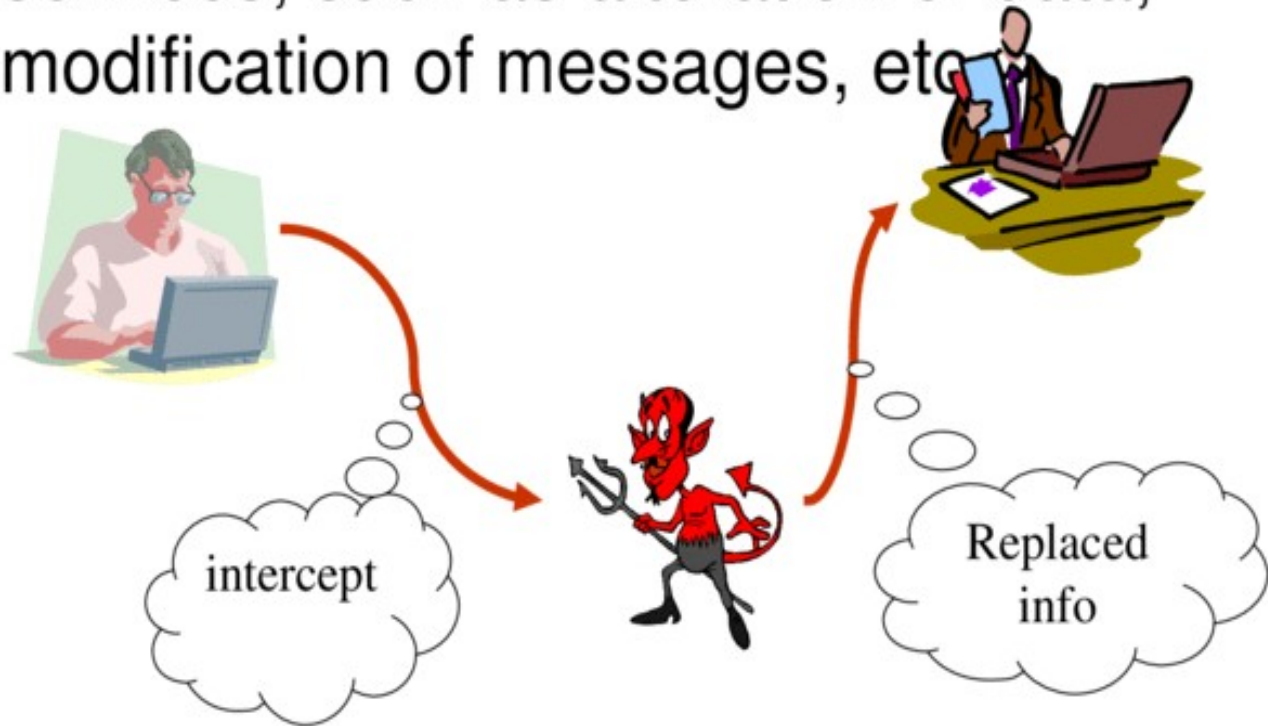 modification of messages, etc
intercept
Replaced
info